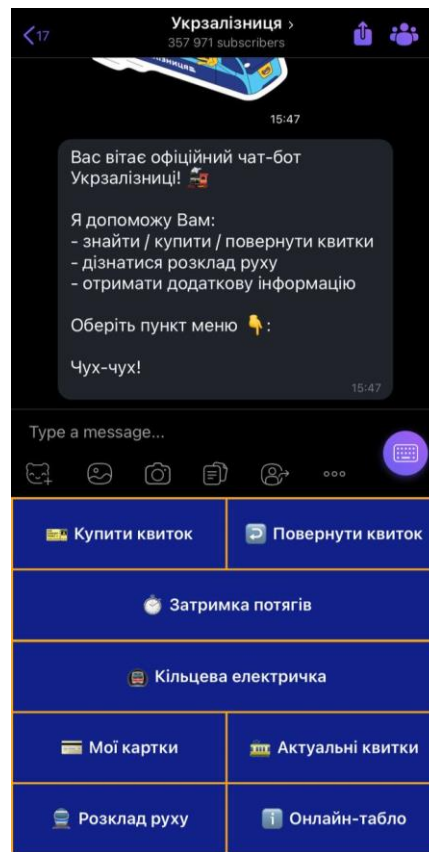 17
Укрзалізниця >
357 971 subscribers
15:47
Вас вітає офіційний чат-бот
Укрзалізниці! 🚂
Я допоможу Вам:
- знайти / купити / повернути квитки
- дізнатися розклад руху
- отримати додаткову інформацію
Оберіть пункт меню 👇:
Чух-чух!
15:47
Type a message...
🎫 Купити квиток
↩️ Повернути квиток
⏱ Затримка потягів
🚇 Кільцева електричка
💳 Мої картки
🚋 Актуальні квитки
🚆 Розклад руху
ℹ️ Онлайн-табло